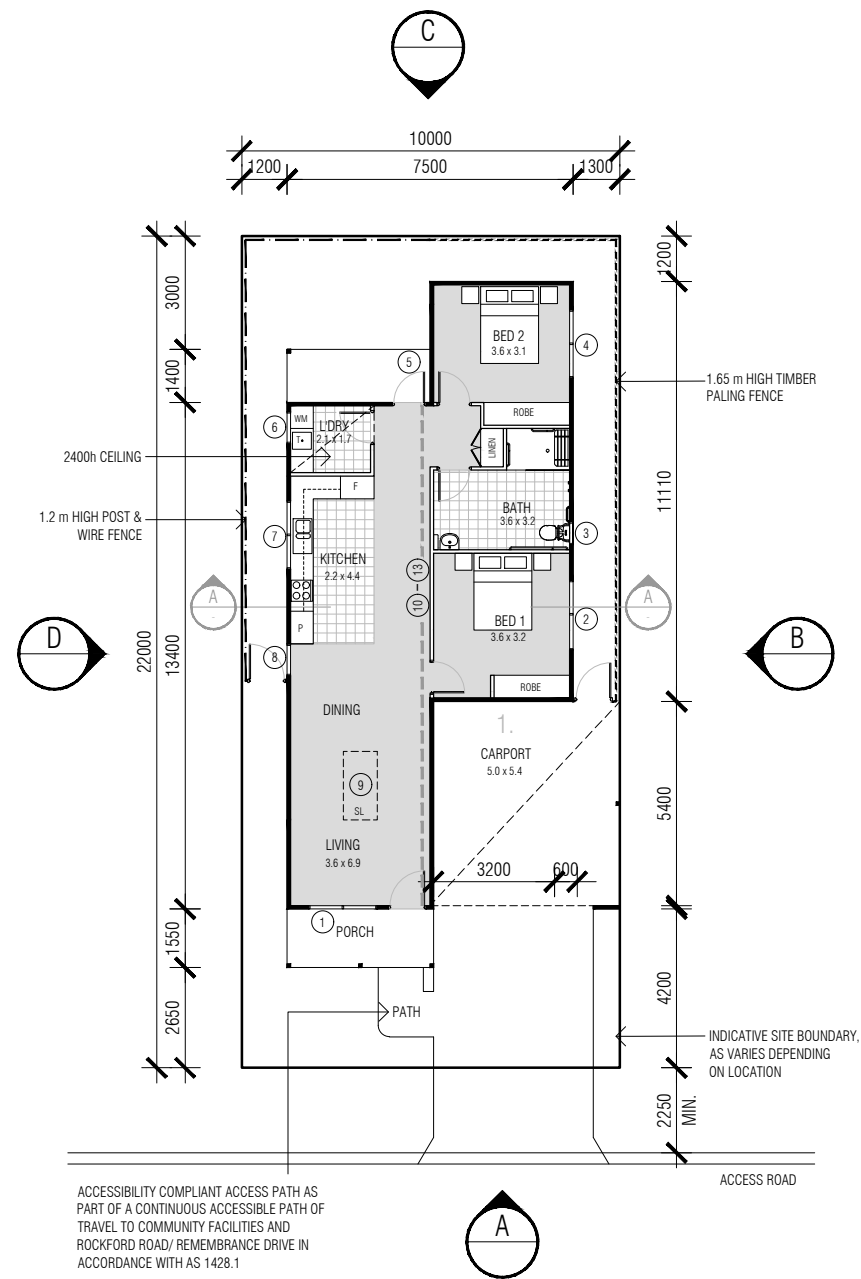 C
10000
1200
7500
1300
22000
3000
1400
13400
1550
2650
1200
11110
5400
4200
2250
MIN.
BED 2
3.6 x 3.1
4
5
1.65 m HIGH TIMBER
PALING FENCE
ROBE
6
WM
L'DRY
2.1 x 1.7
LINEN
2400h CEILING
F
BATH
3.6 x 3.2
1.2 m HIGH POST &
WIRE FENCE
7
3
KITCHEN
2.2 x 4.4
10 – 13
A
-
A
-
BED 1
3.6 x 3.2
2
P
D
B
8
ROBE
DINING
1.
CARPORT
5.0 x 5.4
9
SL
LIVING
3.6 x 6.9
3200
600
1
PORCH
PATH
INDICATIVE SITE BOUNDARY,
AS VARIES DEPENDING
ON LOCATION
ACCESS ROAD
ACCESSIBILITY COMPLIANT ACCESS PATH AS
PART OF A CONTINUOUS ACCESSIBLE PATH OF
TRAVEL TO COMMUNITY FACILITIES AND
ROCKFORD ROAD/ REMEMBRANCE DRIVE IN
ACCORDANCE WITH AS 1428.1
A